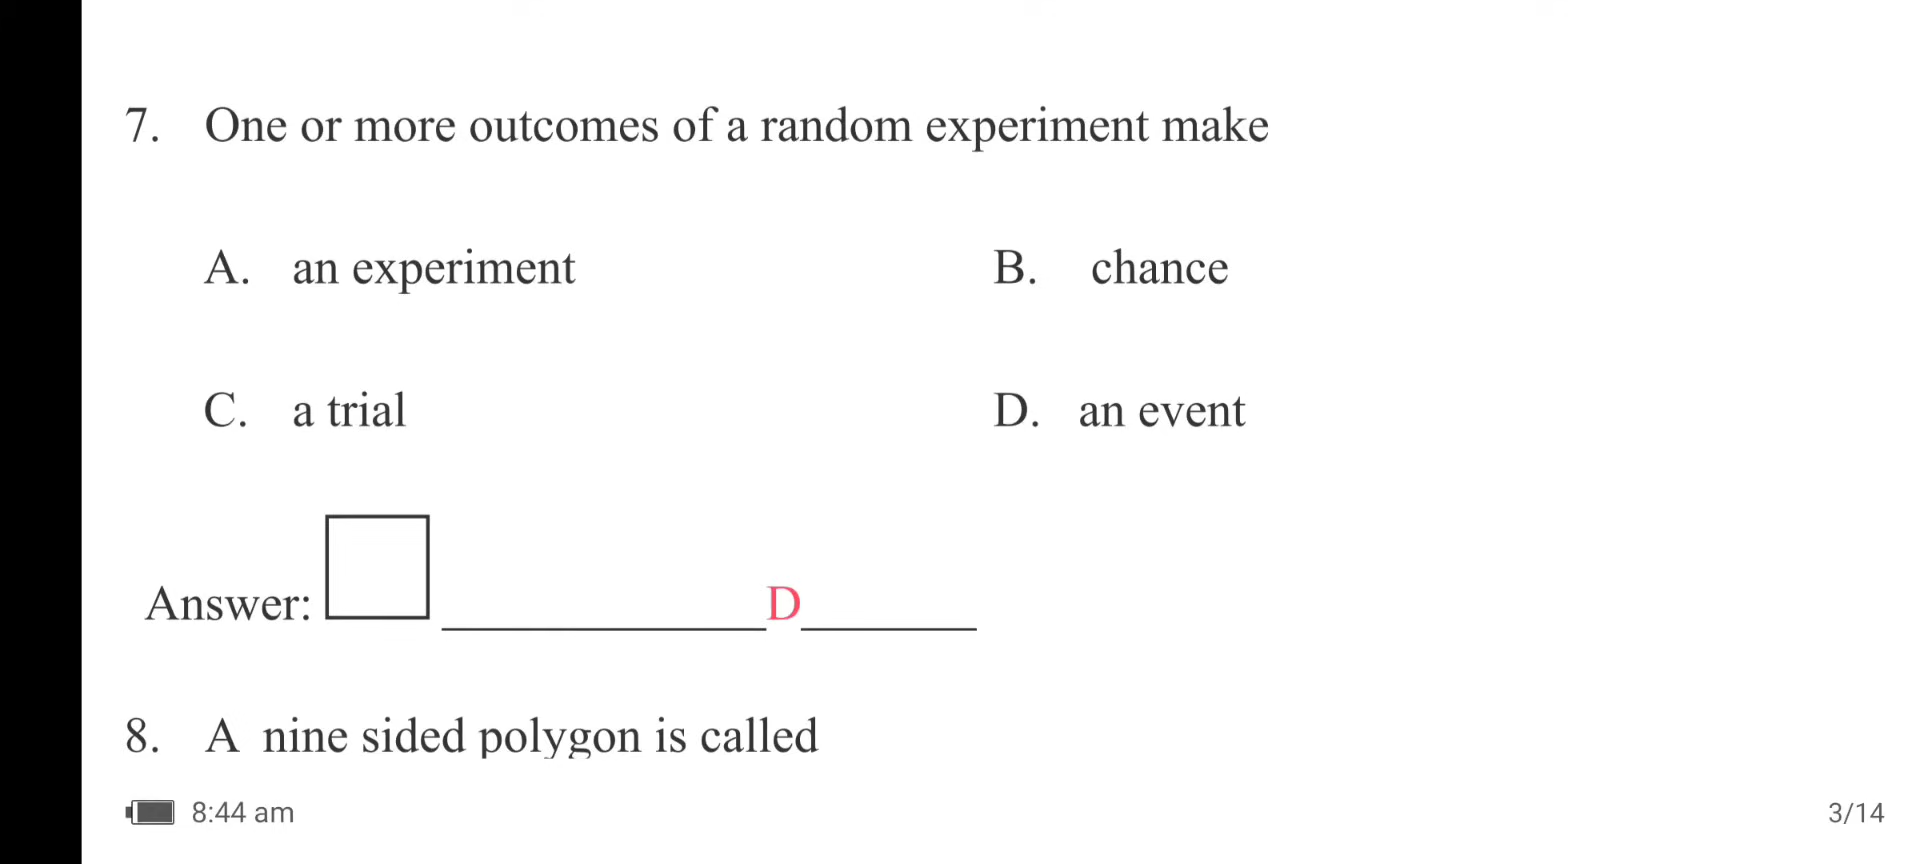 7. One or more outcomes of a random experiment make
A. an experiment B. chance
C. a trial D. an event
Answer: ____________D_______
8. A nine sided polygon is called
8:44 am 3/14